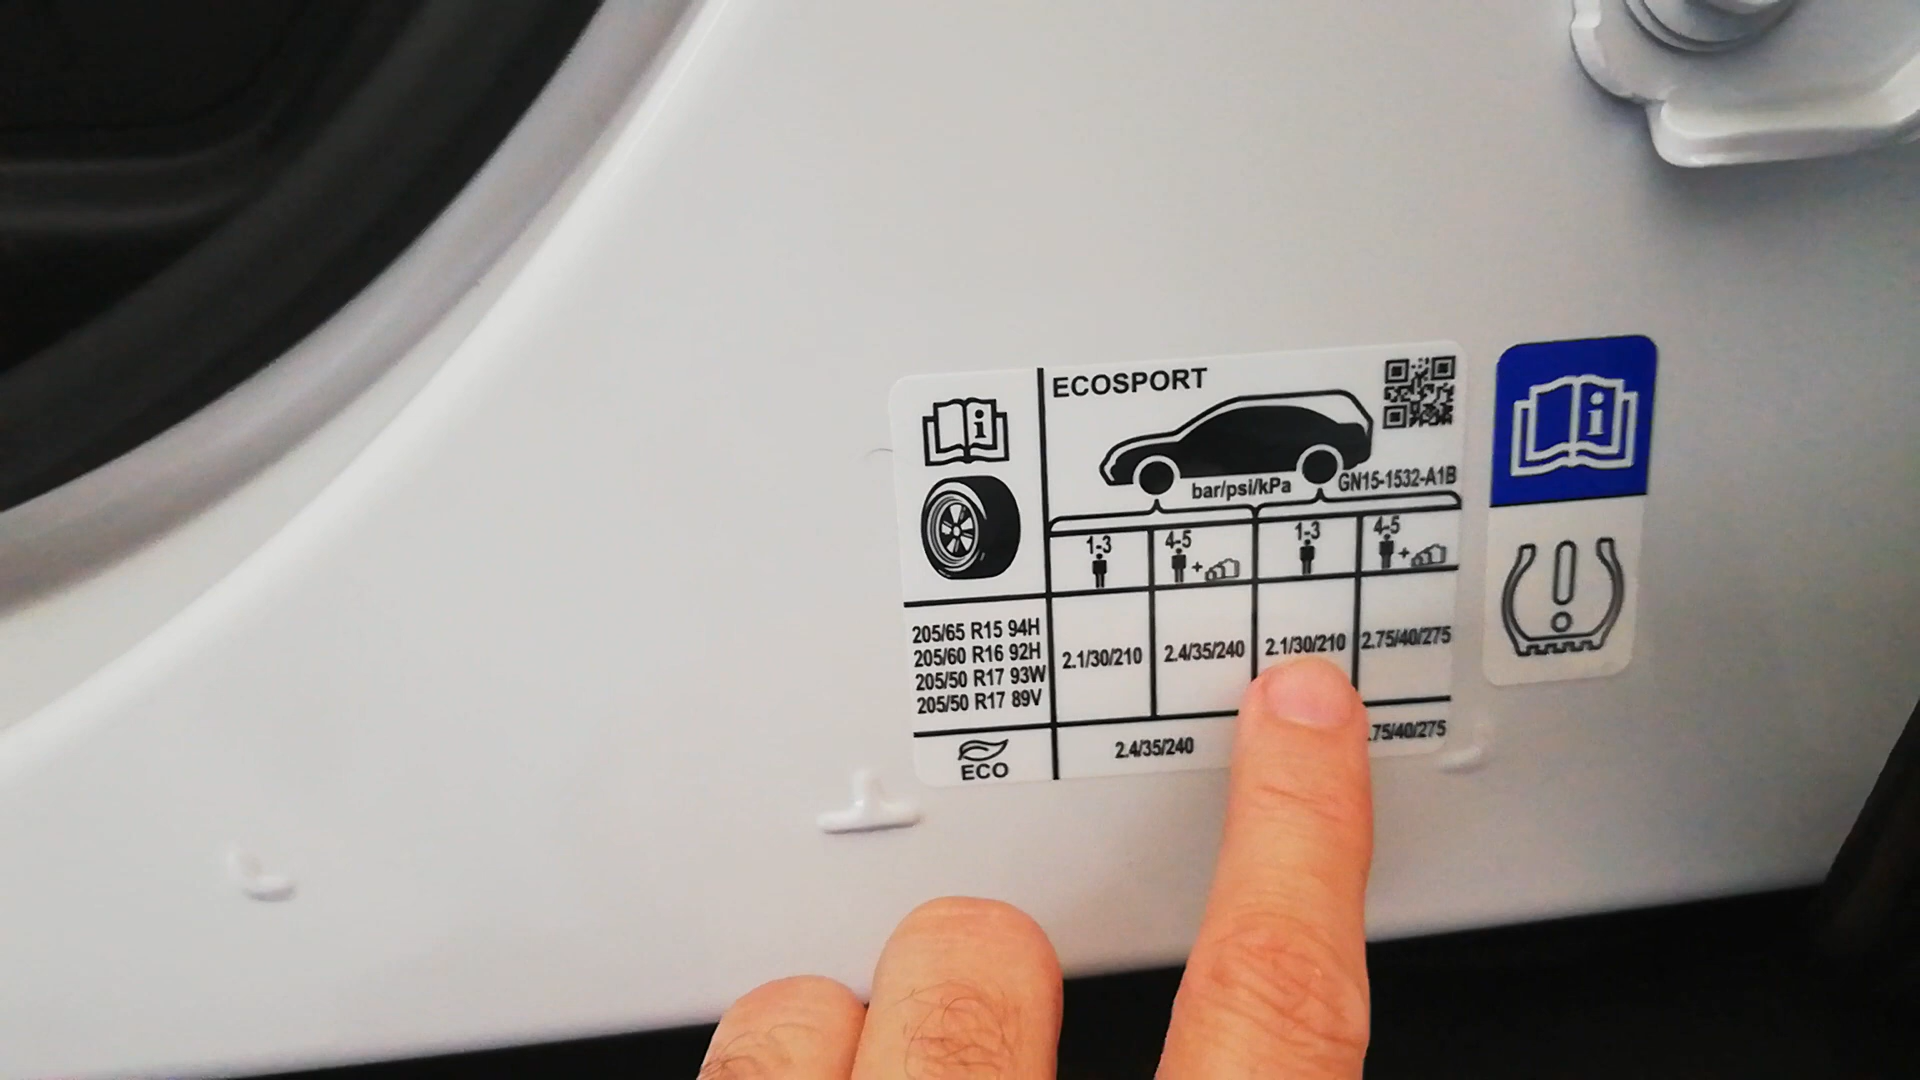 ECOSPORT
bar/psi/kPa GN15-1532-A1B
1-3 4-5 1-3 4-5
+ +
205/65 R15 94H
205/60 R16 92H
205/50 R17 93W
205/50 R17 89V
2.1/30/210 2.4/35/240 2.1/30/210 2.75/40/275
ECO 2.4/35/240 .75/40/275